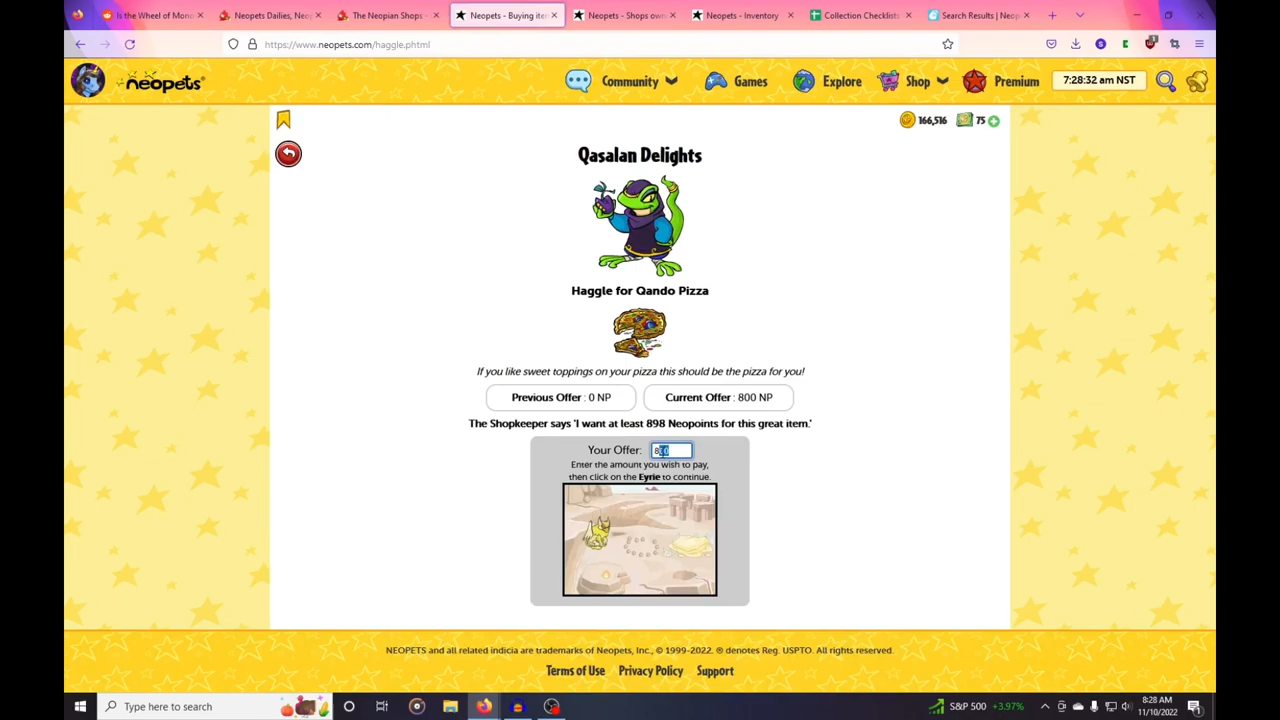 Is the Wheel of Mono
Neopets Dailies, Neo
The Neopian Shops -
Neopets - Buying iter
Neopets - Shops own
Neopets - Inventory
Collection Checklists
Search Results | Neop
https://www.neopets.com/haggle.phtml
neopets
Community
Games
Explore
Shop
Premium
7:28:32 am NST
166,516
75
Qasalan Delights
Haggle for Qando Pizza
If you like sweet toppings on your pizza this should be the pizza for you!
Previous Offer : 0 NP
Current Offer : 800 NP
The Shopkeeper says 'I want at least 898 Neopoints for this great item.'
Your Offer:
Enter the amount you wish to pay,
then click on the Eyrie to continue.
NEOPETS and all related indicia are trademarks of Neopets, Inc., © 1999-2022. ® denotes Reg. USPTO. All rights reserved.
Terms of Use
Privacy Policy
Support
Type here to search
S&P 500 +3.97%
8:28 AM
11/10/2022